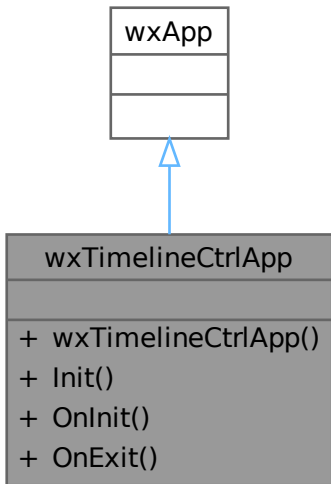 wxApp
wxTimelineCtrlApp
+ wxTimelineCtrlApp()
+ Init()
+ OnInit()
+ OnExit()